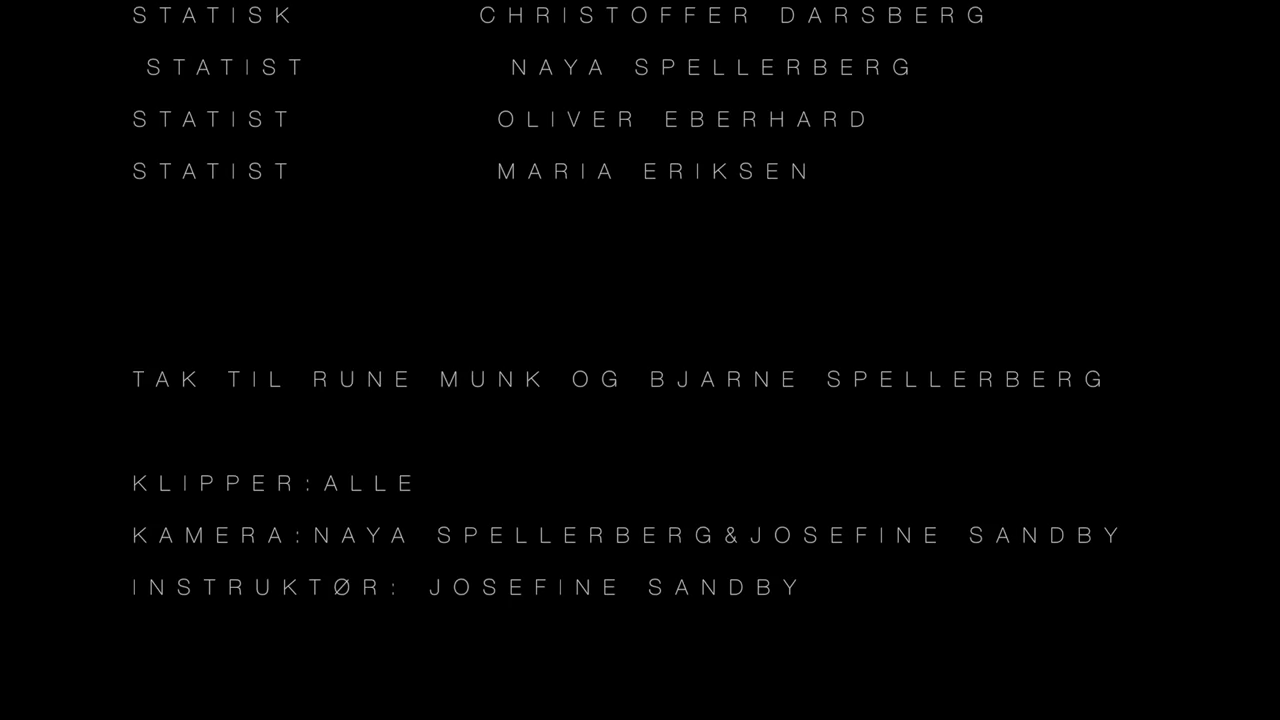 STATISK CHRISTOFFER DARSBERG
STATIST NAYA SPELLERBERG
STATIST OLIVER EBERHARD
STATIST MARIA ERIKSEN
TAK TIL RUNE MUNK OG BJARNE SPELLERBERG
KLIPPER:ALLE
KAMERA:NAYA SPELLERBERG&JOSEFINE SANDBY
INSTRUKTØR: JOSEFINE SANDBY